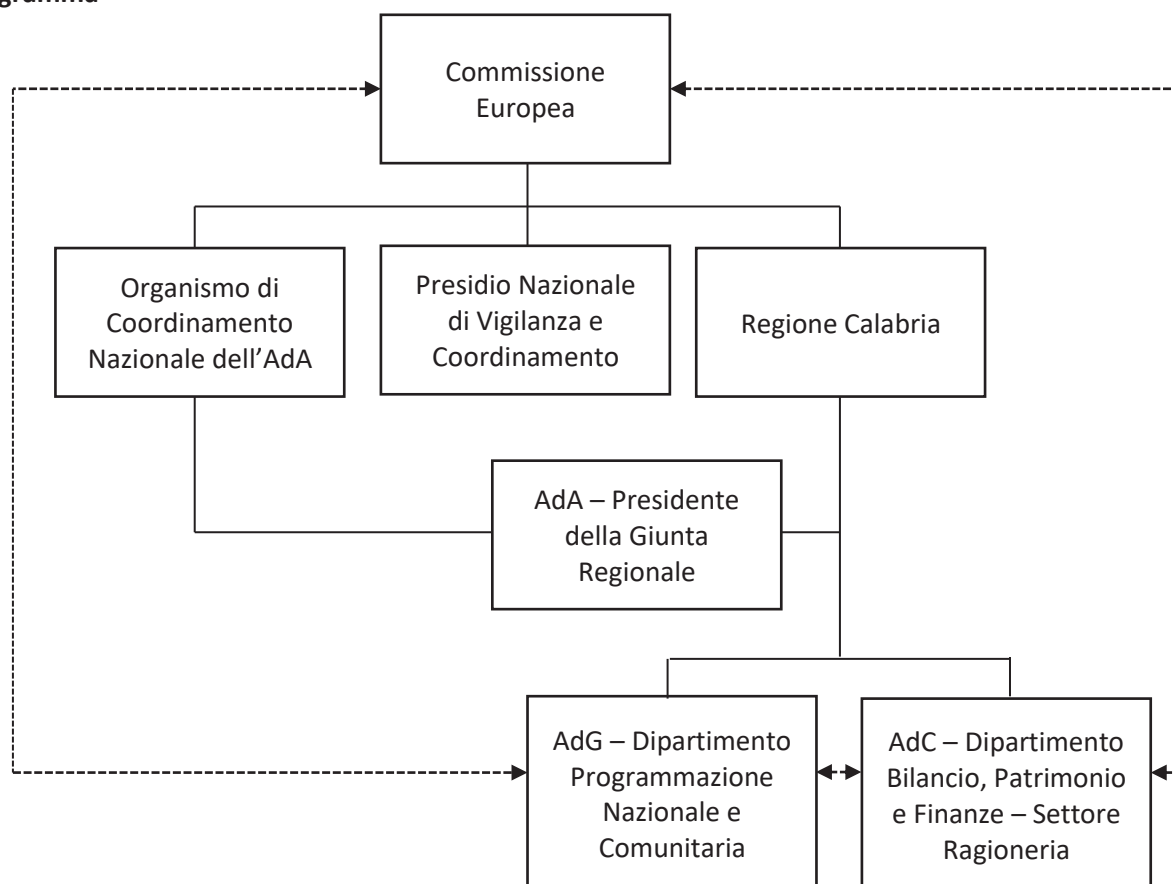 Commissione
Europea
Organismo di
Coordinamento
Nazionale dell’AdA
Presidio Nazionale
di Vigilanza e
Coordinamento
Regione Calabria
AdA – Presidente
della Giunta
Regionale
AdG – Dipartimento
Programmazione
Nazionale e
Comunitaria
AdC – Dipartimento
Bilancio, Patrimonio
e Finanze – Settore
Ragioneria